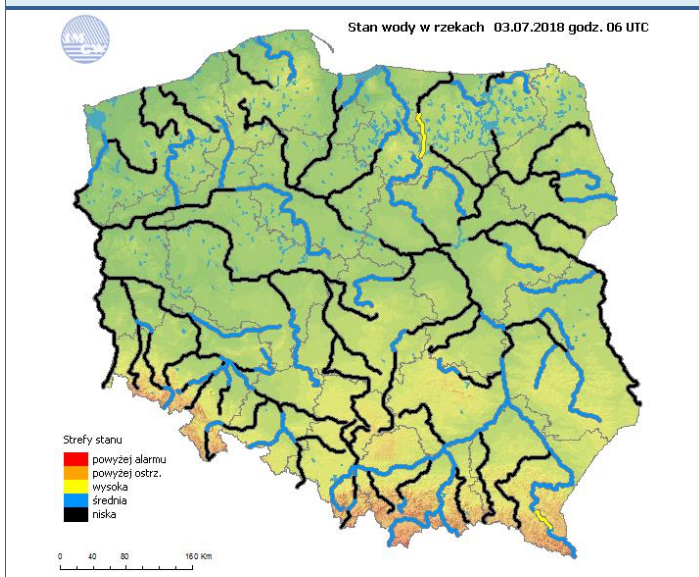 Stan wody w rzekach 03.07.2018 godz. 06 UTC
Strefy stanu
powyżej alarmu
powyżej ostrz.
wysoka
średnia
niska
0 40 80 160 Km